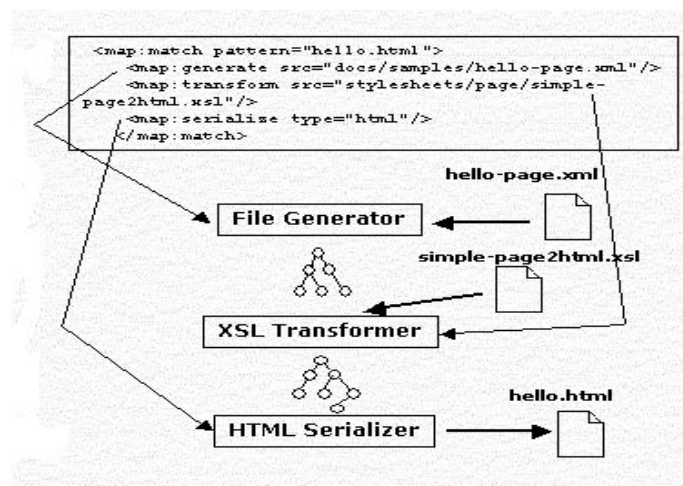 <map:match pattern="hello.html">
<map:generate src="docs/samples/hello-page.xml"/>
<map:transform src="stylesheets/page/simple-
page2html.xsl"/>
<map:serialize type="html"/>
</map:match>
hello-page.xml
File Generator
simple-page2html.xsl
XSL Transformer
hello.html
HTML Serializer